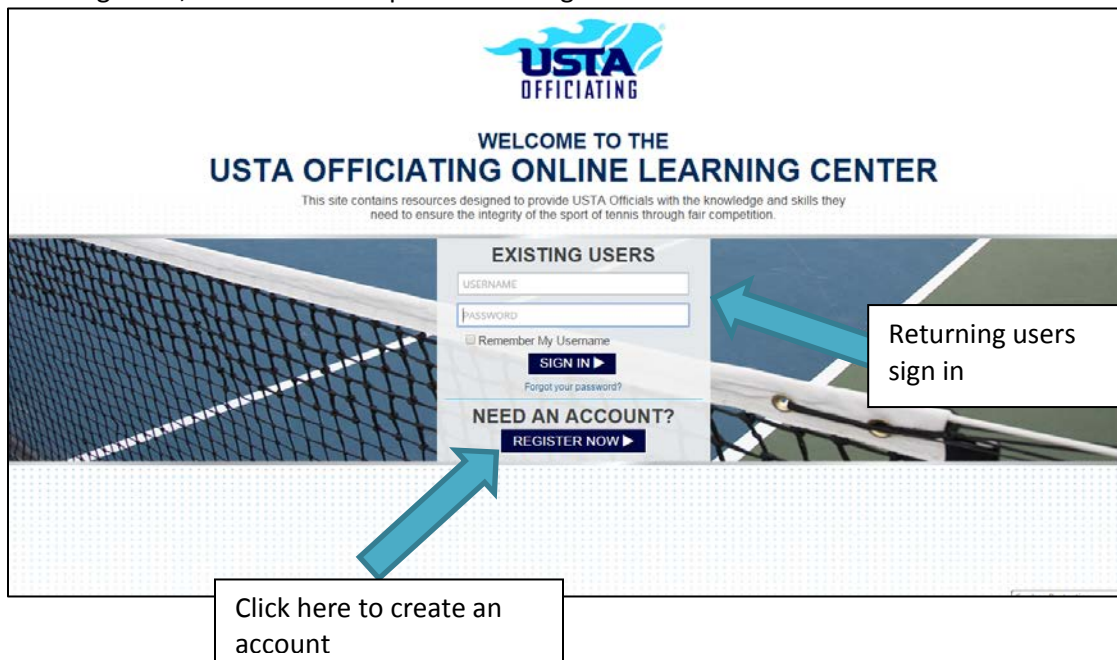 USTA
OFFICIATING
WELCOME TO THE
USTA OFFICIATING ONLINE LEARNING CENTER
This site contains resources designed to provide USTA Officials with the knowledge and skills they
need to ensure the integrity of the sport of tennis through fair competition.
EXISTING USERS
USERNAME
PASSWORD
Remember My Username
SIGN IN
Forgot your password?
NEED AN ACCOUNT?
REGISTER NOW
Returning users
sign in
Click here to create an
account